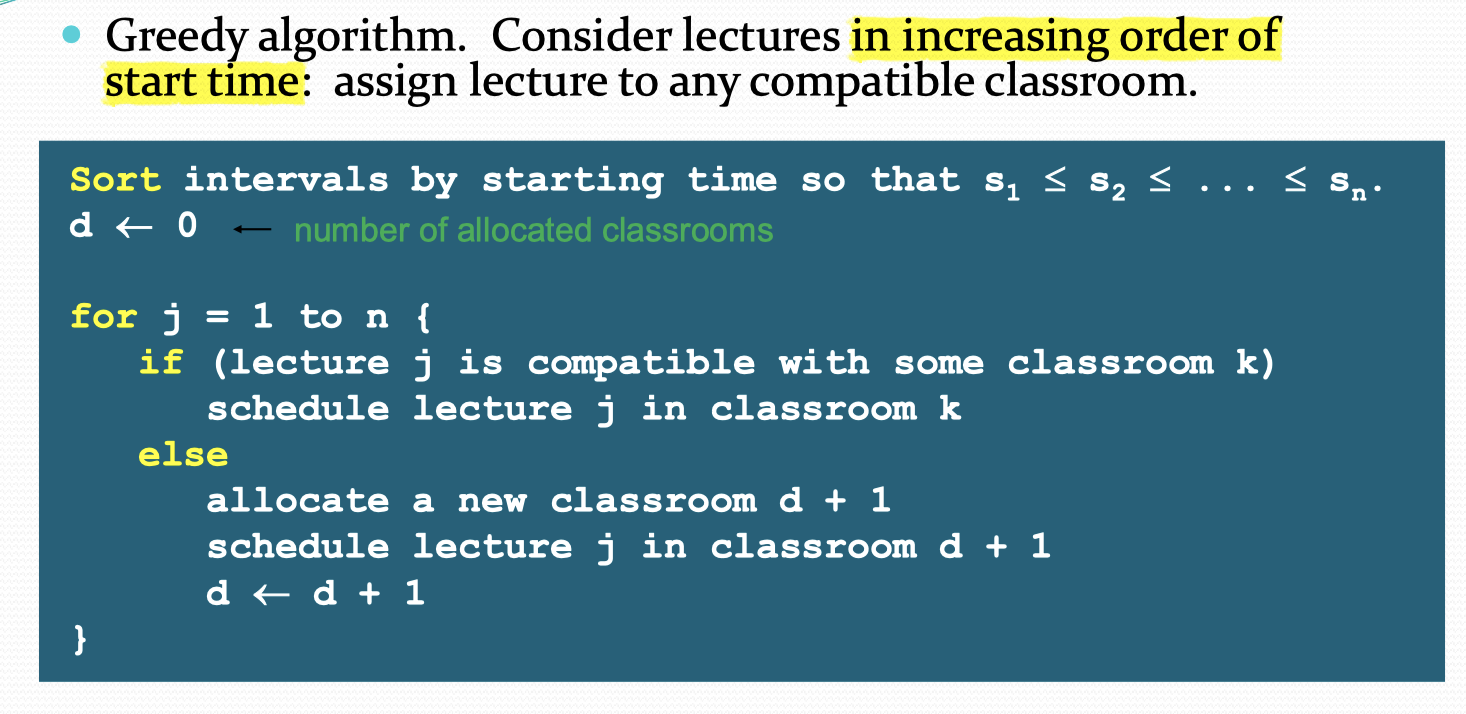 • Greedy algorithm. Consider lectures in increasing order of
start time: assign lecture to any compatible classroom.
Sort intervals by starting time so that s₁ ≤ s₂ ≤ ... ≤ sₙ.
d ← 0 ← number of allocated classrooms
for j = 1 to n {
if (lecture j is compatible with some classroom k)
schedule lecture j in classroom k
else
allocate a new classroom d + 1
schedule lecture j in classroom d + 1
d ← d + 1
}